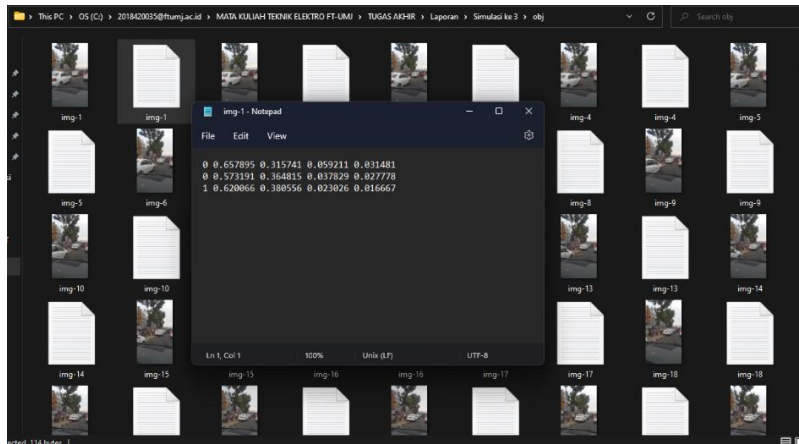 This PC > OS (C:) > 2018420035@ftumj.ac.id > MATA KULIAH TEKNIK ELEKTRO FT-UMJ > TUGAS AKHIR > Laporan > Simulasi ke 3 > obj
Search obj
img-1
img-1
img-4
img-4
img-5
img-1 - Notepad
File Edit View
0 0.657895 0.315741 0.059211 0.031481
0 0.573191 0.364815 0.037829 0.027778
1 0.620066 0.380556 0.023026 0.016667
Ln 1, Col 1 100% Unix (LF) UTF-8
img-5
img-6
img-8
img-9
img-9
img-10
img-10
img-13
img-13
img-14
img-14
img-15
img-15
img-16
img-16
img-17
img-17
img-18
img-18